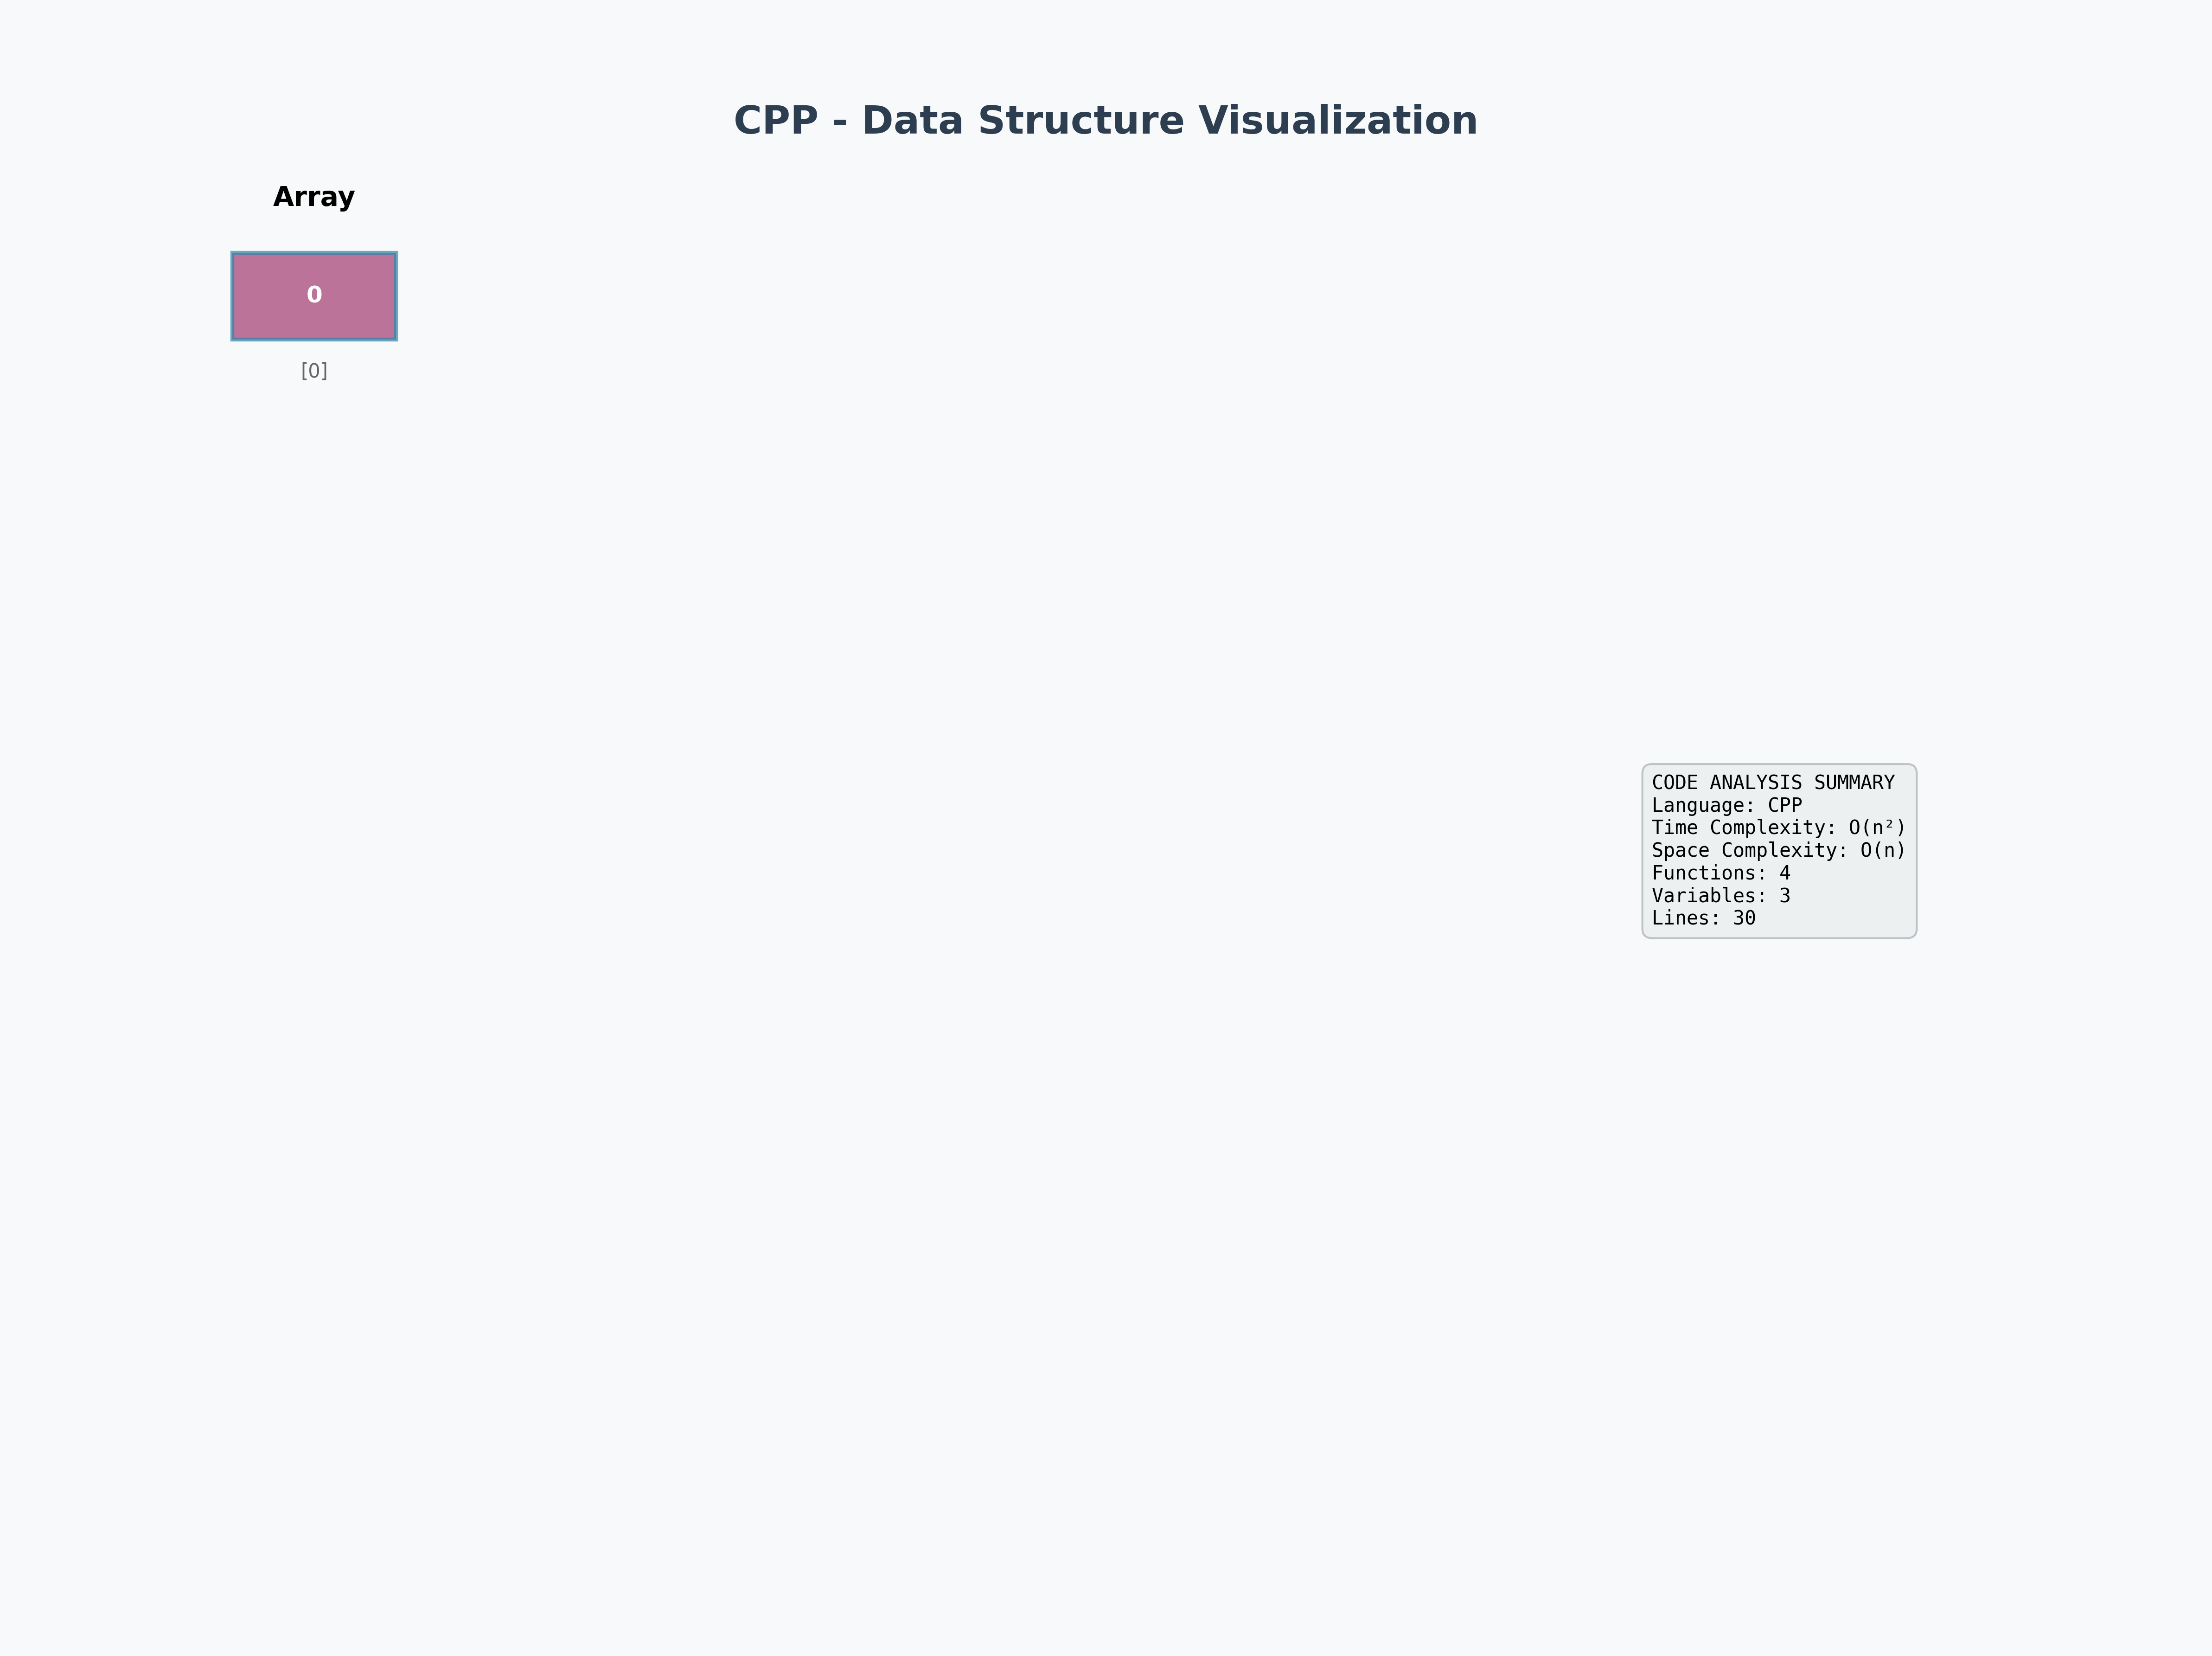 CPP - Data Structure Visualization
Array
0
[0]
CODE ANALYSIS SUMMARY
Language: CPP
Time Complexity: O(n²)
Space Complexity: O(n)
Functions: 4
Variables: 3
Lines: 30